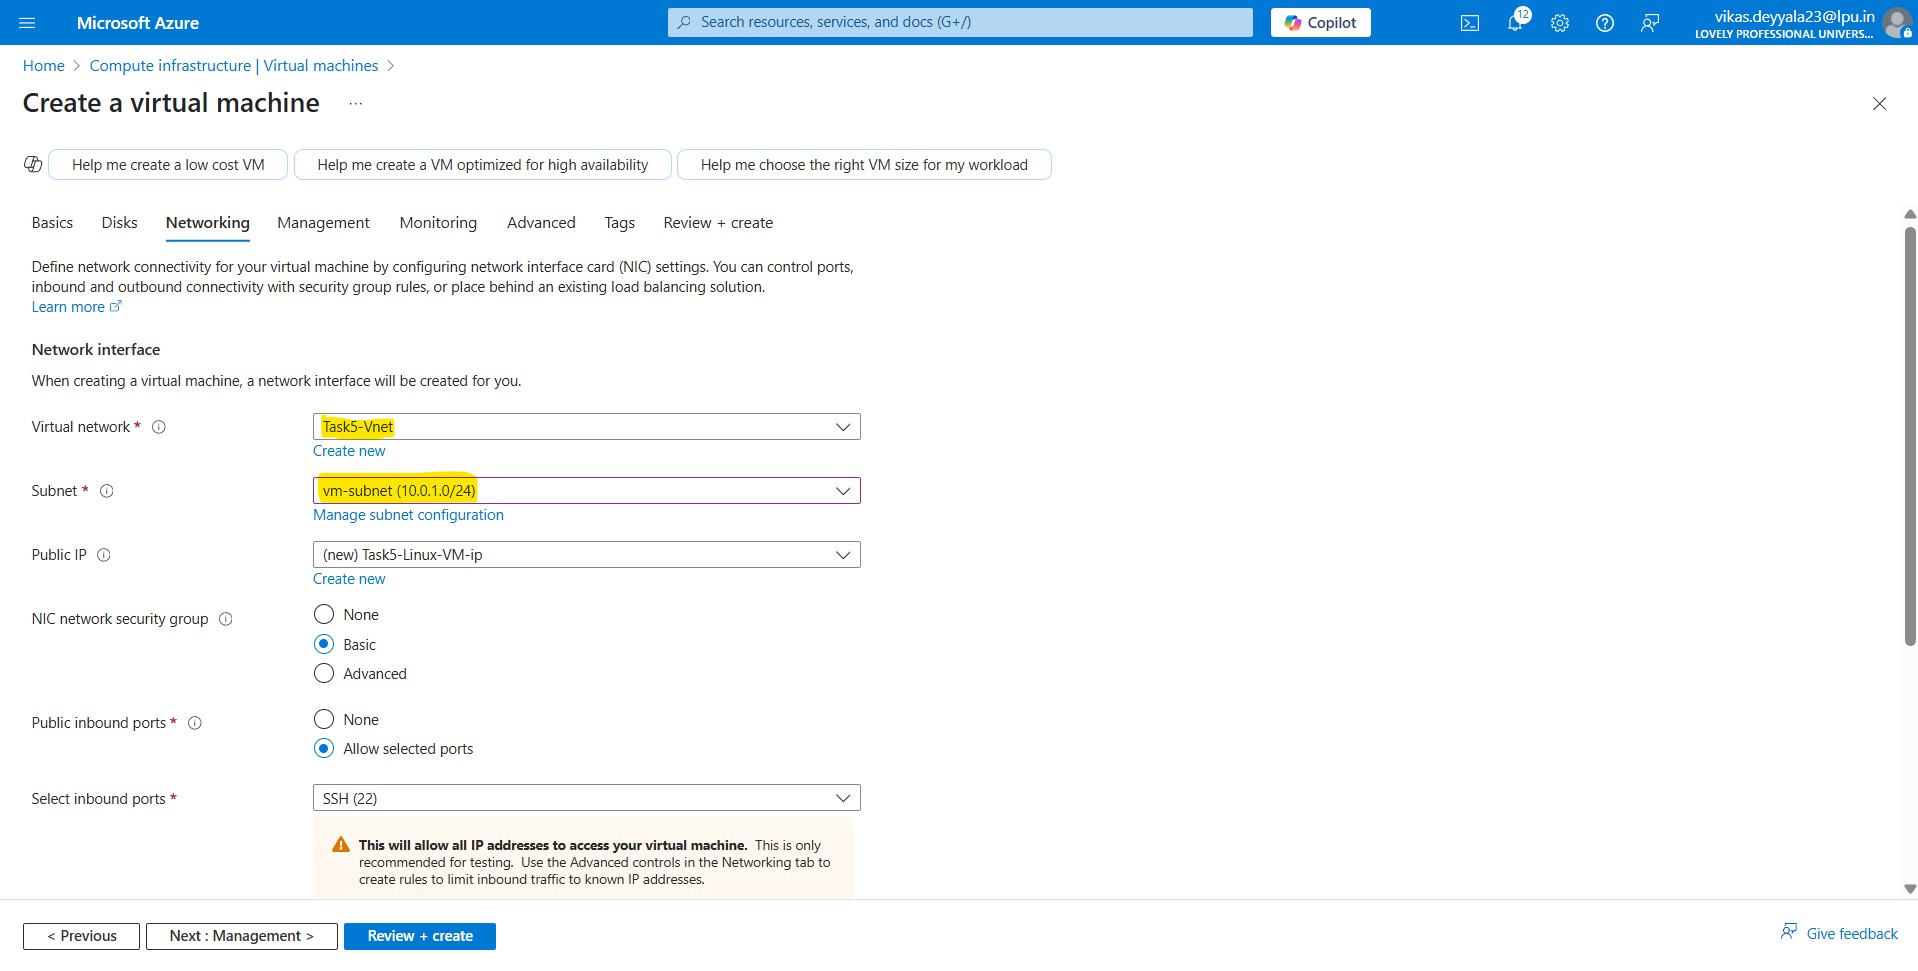 Microsoft Azure
Search resources, services, and docs (G+/)
Copilot
12
vikas.deyyala23@lpu.in
LOVELY PROFESSIONAL UNIVERS...
Home > Compute infrastructure | Virtual machines >
Create a virtual machine ...
Help me create a low cost VM
Help me create a VM optimized for high availability
Help me choose the right VM size for my workload
Basics Disks Networking Management Monitoring Advanced Tags Review + create
Define network connectivity for your virtual machine by configuring network interface card (NIC) settings. You can control ports,
inbound and outbound connectivity with security group rules, or place behind an existing load balancing solution.
Learn more
Network interface
When creating a virtual machine, a network interface will be created for you.
Virtual network * Task5-Vnet
Create new
Subnet * vm-subnet (10.0.1.0/24)
Manage subnet configuration
Public IP (new) Task5-Linux-VM-ip
Create new
NIC network security group None
Basic
Advanced
Public inbound ports * None
Allow selected ports
Select inbound ports * SSH (22)
This will allow all IP addresses to access your virtual machine. This is only
recommended for testing. Use the Advanced controls in the Networking tab to
create rules to limit inbound traffic to known IP addresses.
< Previous
Next : Management >
Review + create
Give feedback